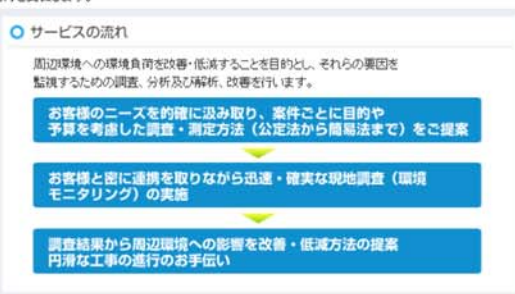 サービスの流れ
周辺環境への環境負荷を改善・低減することを目的とし、それらの要因を
監視するための調査、分析及び解析、改善を行います。
お客様のニーズを的確に汲み取り、案件ごとに目的や
予算を考慮した調査・測定方法（公定法から簡易法まで）をご提案
お客様と密に連携を取りながら迅速・確実な現地調査（環境
モニタリング）の実施
調査結果から周辺環境への影響を改善・低減方法の提案
円滑な工事の進行のお手伝い